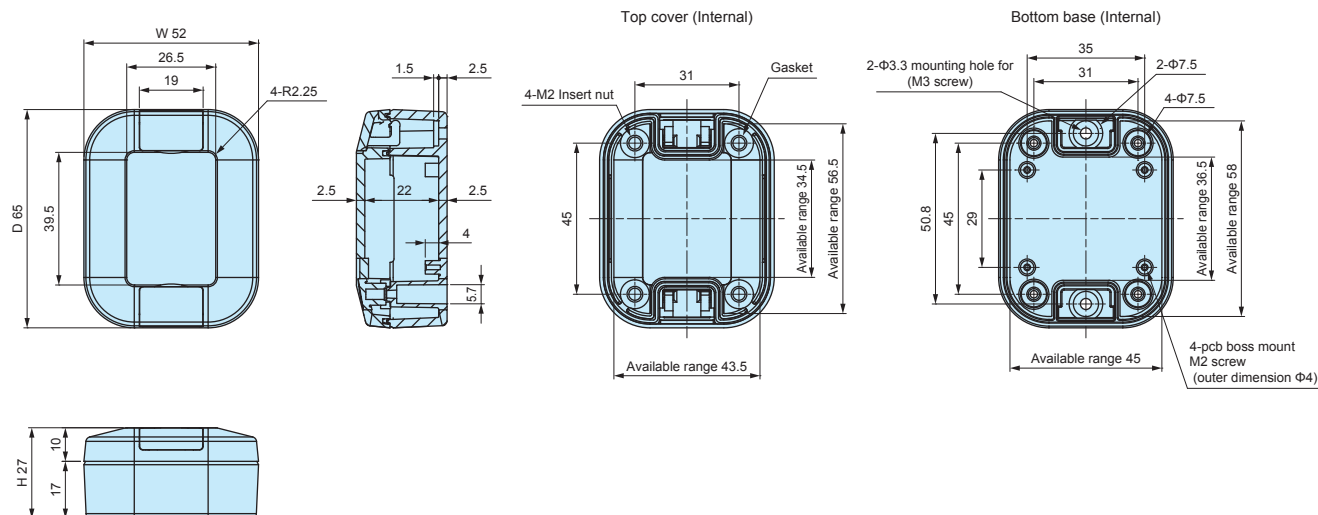 W 52
26.5
19
4-R2.25
D 65
39.5
1.5
2.5
2.5
22
2.5
4
5.7
Top cover (Internal)
31
4-M2 Insert nut
Gasket
45
Available range 34.5
Available range 56.5
Available range 43.5
Bottom base (Internal)
35
31
2-Φ3.3 mounting hole for
(M3 screw)
2-Φ7.5
4-Φ7.5
50.8
45
29
Available range 36.5
Available range 58
Available range 45
4-pcb boss mount
M2 screw
(outer dimension Φ4)
H 27
10
17